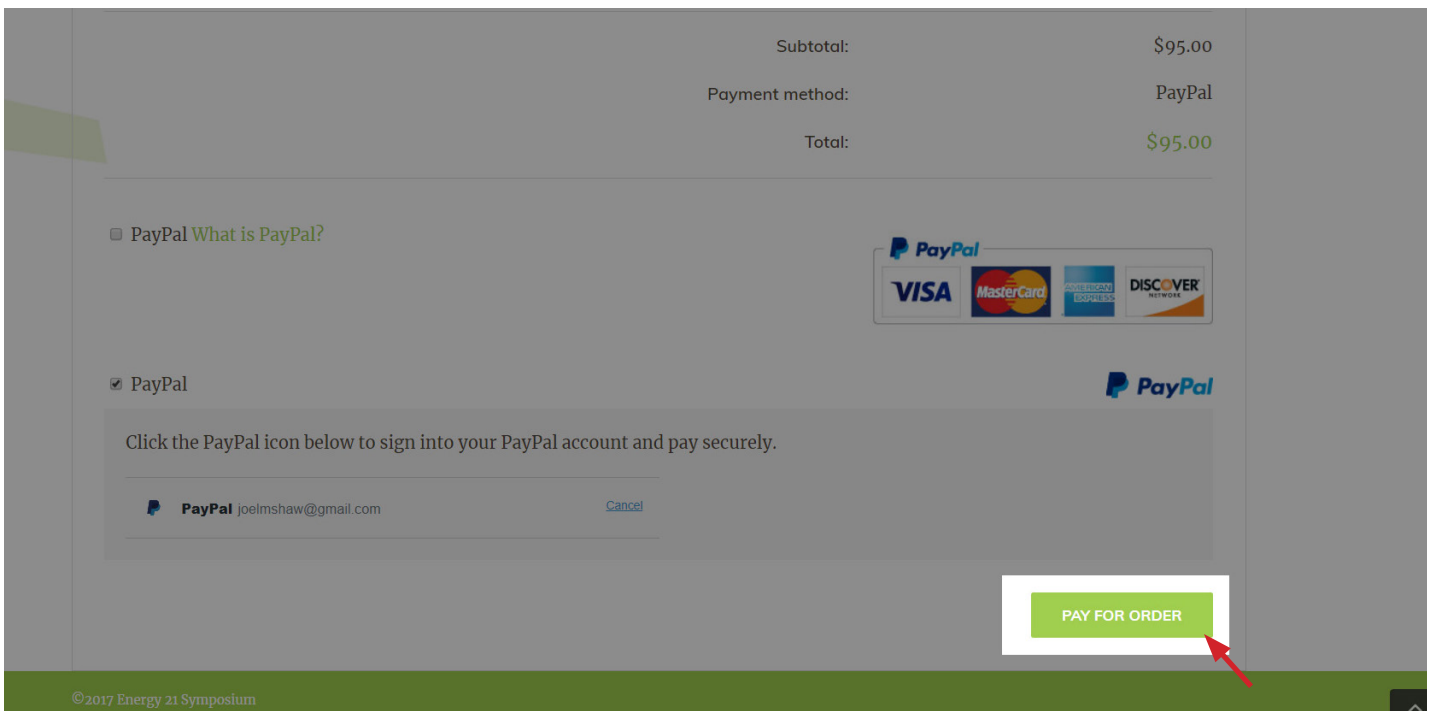 Subtotal: $95.00
Payment method: PayPal
Total: $95.00
PayPal What is PayPal?
PayPal
VISA MasterCard AMERICAN EXPRESS DISCOVER NETWORK
PayPal PayPal
Click the PayPal icon below to sign into your PayPal account and pay securely.
PayPal joelmshaw@gmail.com Cancel
PAY FOR ORDER
©2017 Energy 21 Symposium